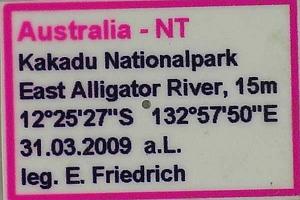 Australia - NT
Kakadu Nationalpark
East Alligator River, 15m
12°25'27"S 132°57'50"E
31.03.2009 a.L.
leg. E. Friedrich